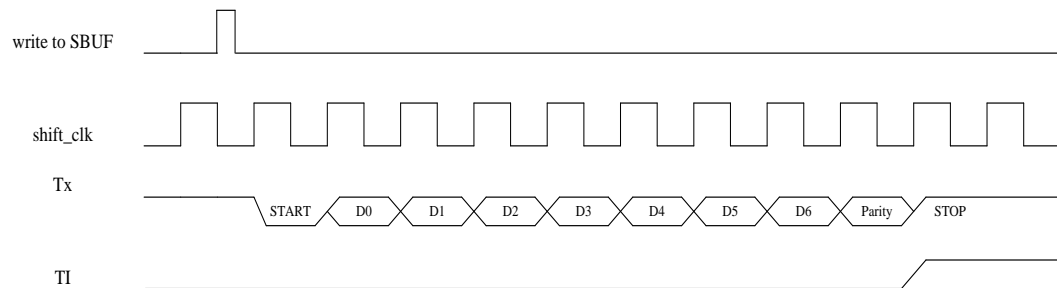 write to SBUF
shift_clk
Tx
START D0 D1 D2 D3 D4 D5 D6 Parity STOP
TI